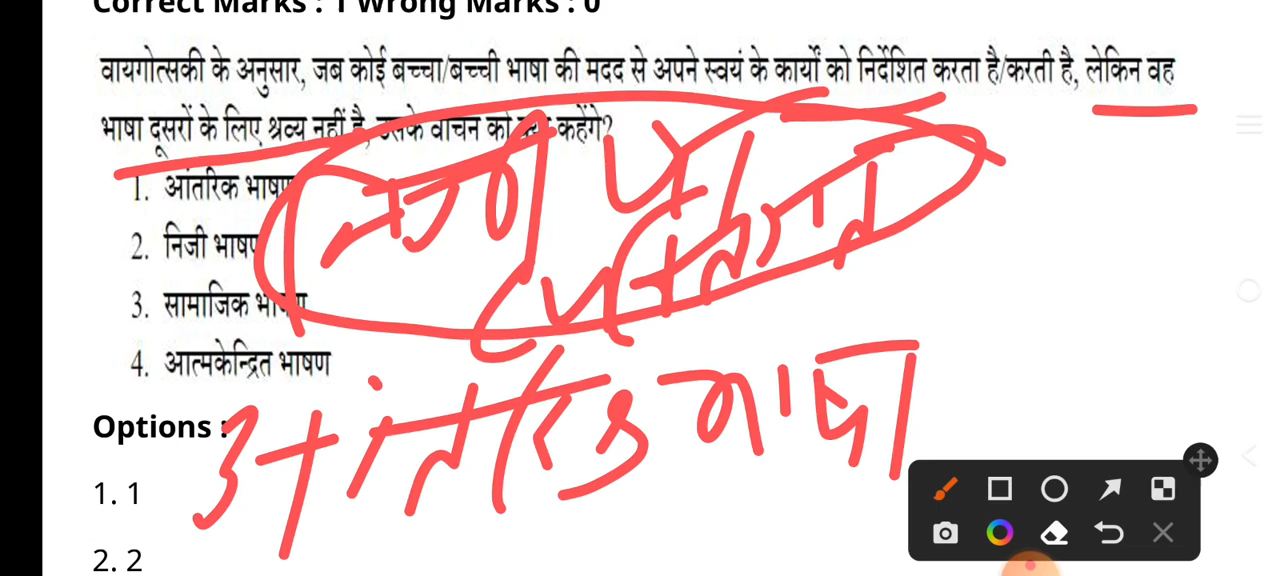 Correct Marks : 1 Wrong Marks : 0
वायगोत्सकी के अनुसार, जब कोई बच्चा/बच्ची भाषा की मदद से अपने स्वयं के कार्यों को निर्देशित करता है/करती है, लेकिन वह
भाषा दूसरों के लिए श्रव्य नहीं है, उसके वाचन को क्या कहेंगे?
1. आंतरिक भाषण
2. निजी भाषण
3. सामाजिक भाषण
4. आत्मकेन्द्रित भाषण
आंतरिक भाषा
Options :
1. 1
2. 2